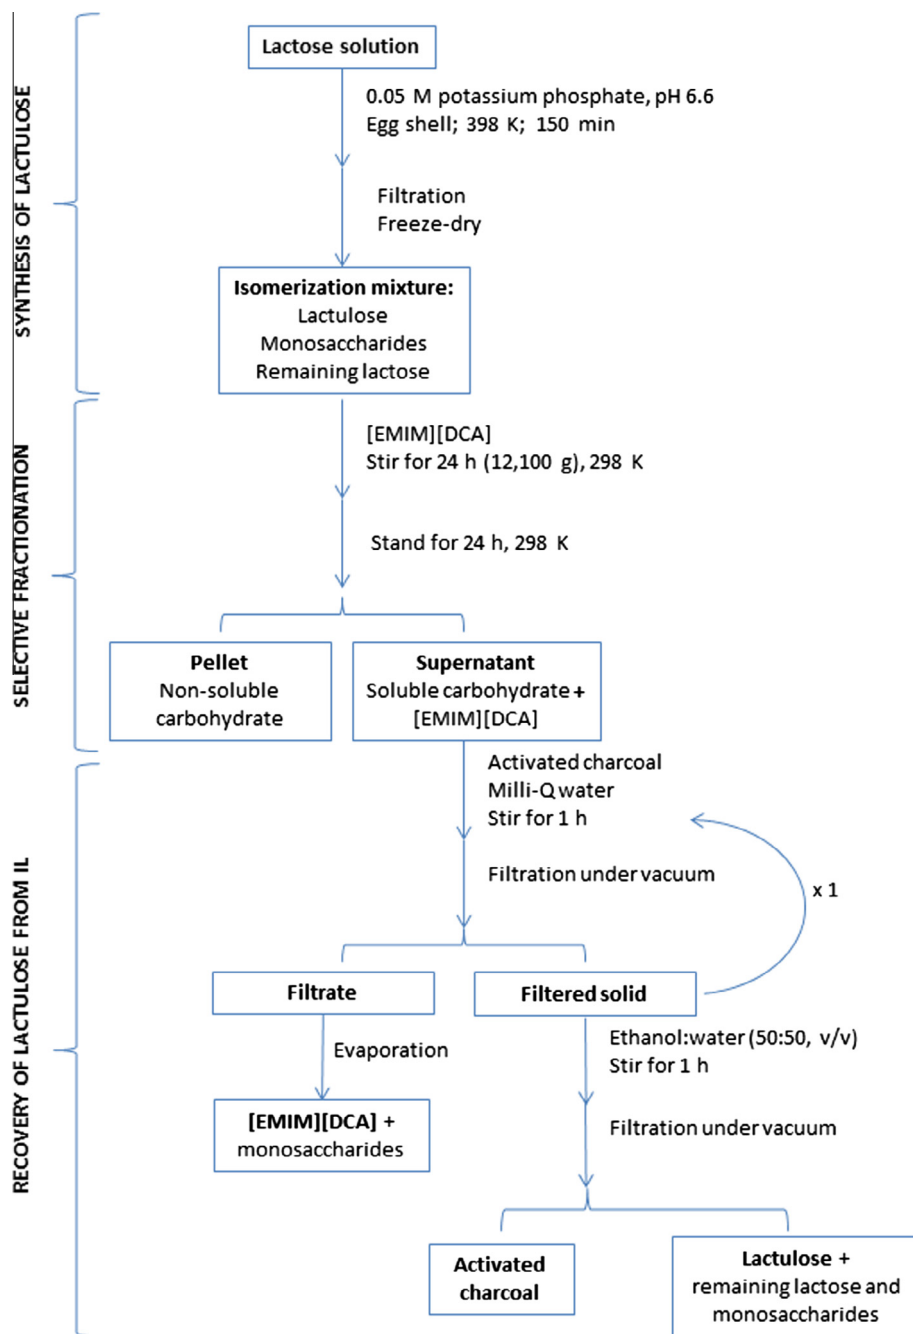 SYNTHESIS OF LACTULOSE
Lactose solution
0.05 M potassium phosphate, pH 6.6
Egg shell; 398 K; 150 min
Filtration
Freeze-dry
Isomerization mixture:
Lactulose
Monosaccharides
Remaining lactose
SELECTIVE FRACTIONATION
[EMIM][DCA]
Stir for 24 h (12,100 g), 298 K
Stand for 24 h, 298 K
Pellet
Non-soluble
carbohydrate
Supernatant
Soluble carbohydrate +
[EMIM][DCA]
RECOVERY OF LACTULOSE FROM IL
Activated charcoal
Milli-Q water
Stir for 1 h
Filtration under vacuum
x 1
Filtrate
Filtered solid
Evaporation
[EMIM][DCA] +
monosaccharides
Ethanol:water (50:50, v/v)
Stir for 1 h
Filtration under vacuum
Activated
charcoal
Lactulose +
remaining lactose and
monosaccharides